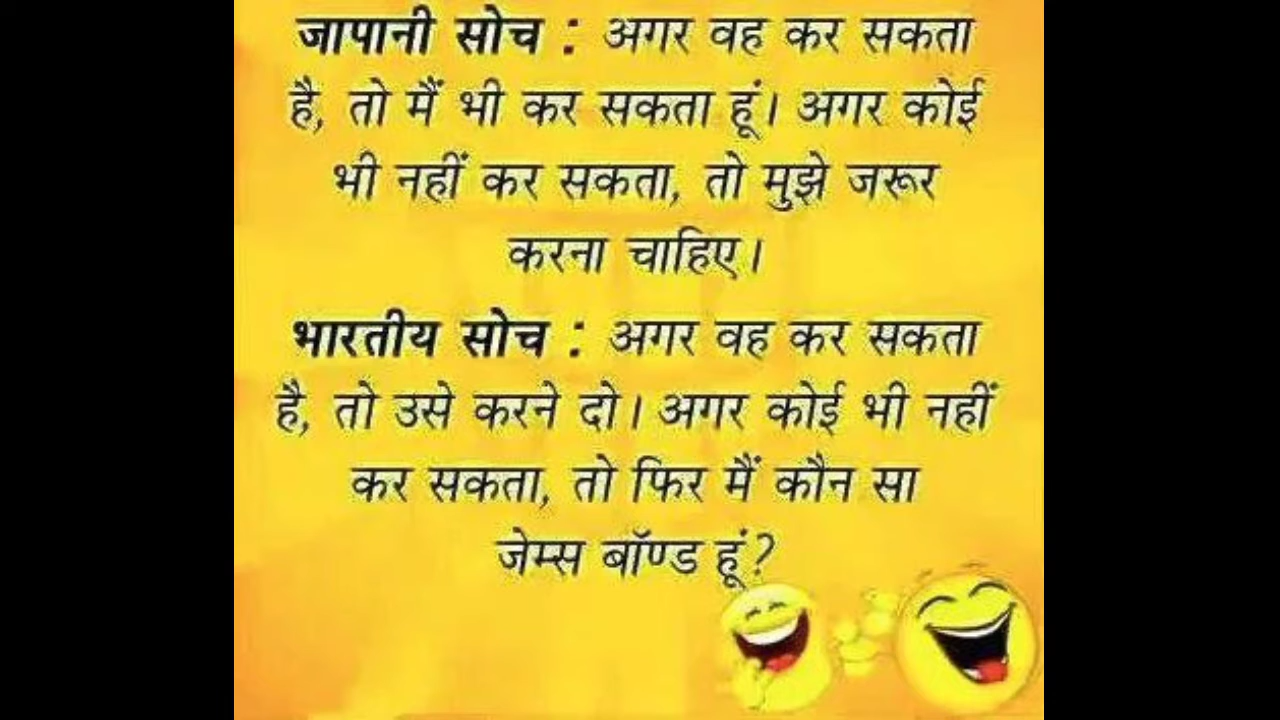 जापानी सोच : अगर वह कर सकता
है, तो मैं भी कर सकता हूं। अगर कोई
भी नहीं कर सकता, तो मुझे जरूर
करना चाहिए।
भारतीय सोच : अगर वह कर सकता
है, तो उसे करने दो। अगर कोई भी नहीं
कर सकता, तो फिर मैं कौन सा
जेम्स बॉण्ड हूं?